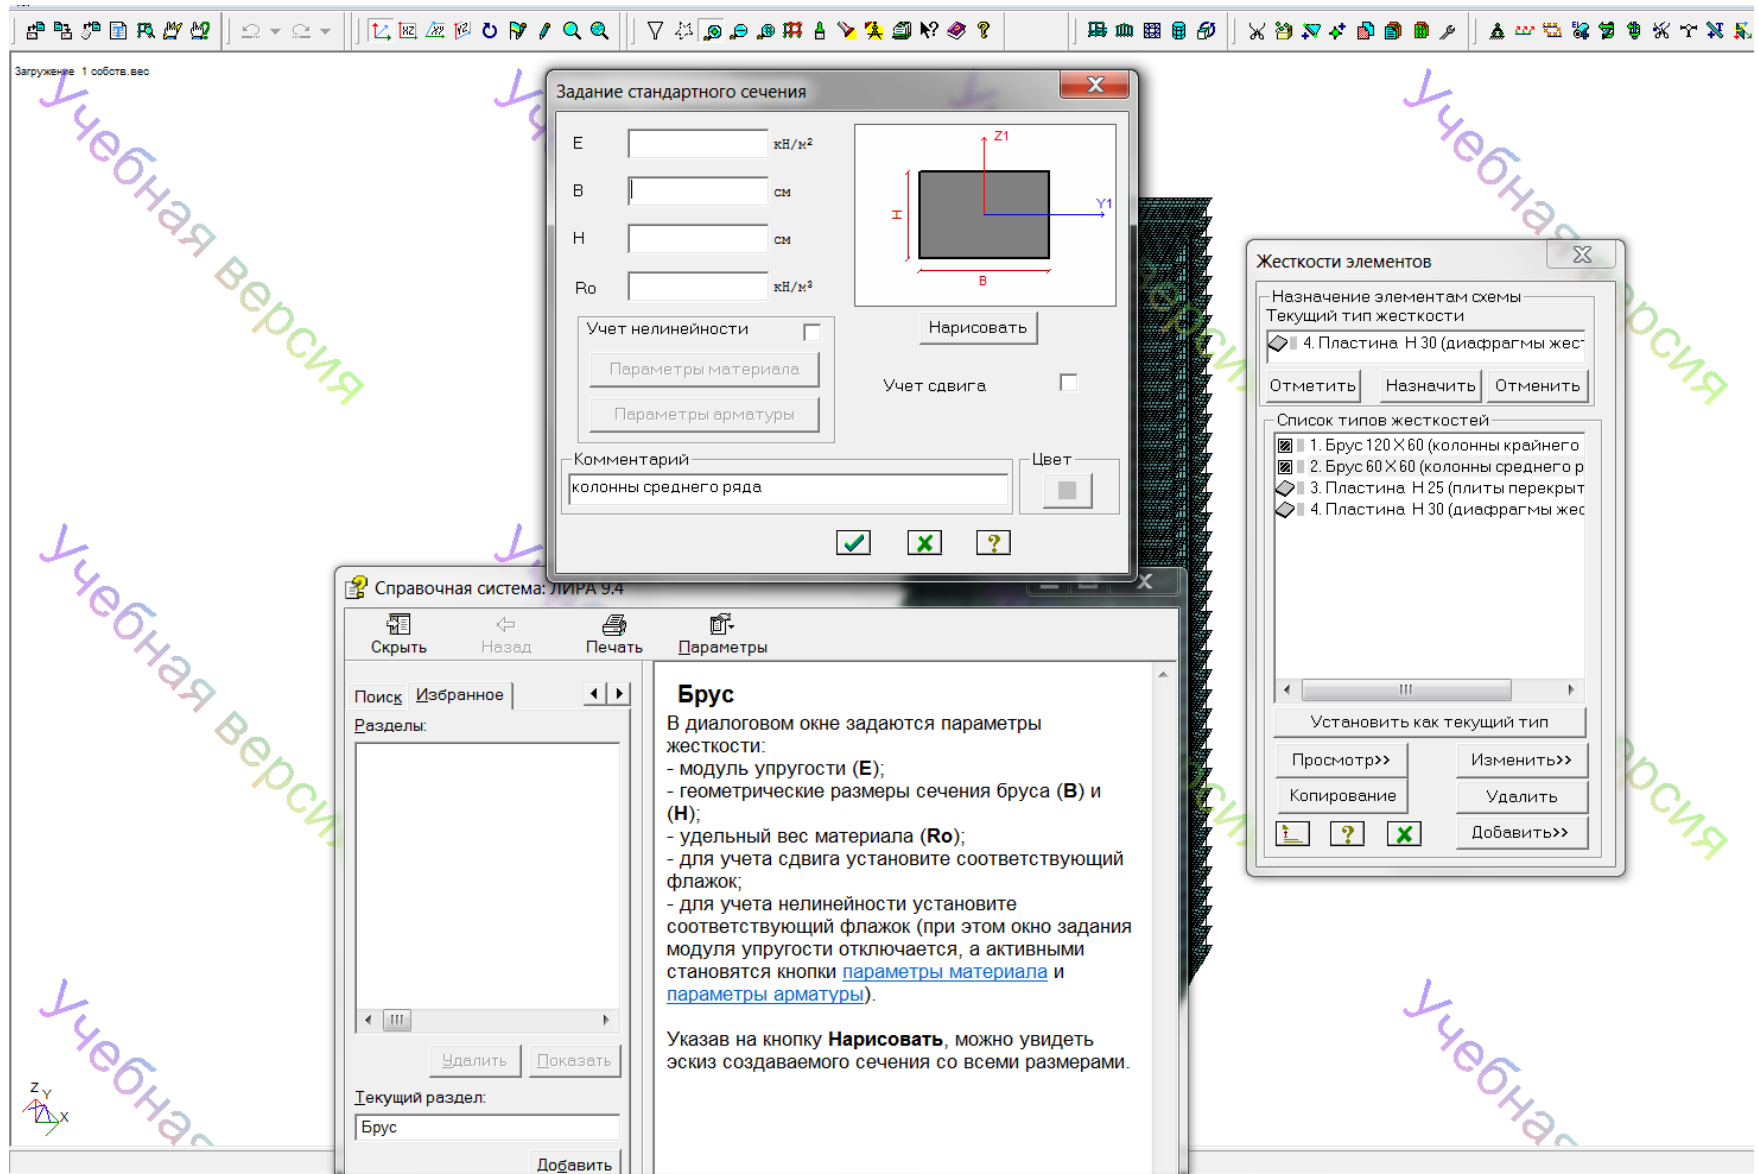 Загружение 1 собств.вес
Учебная версия
Задание стандартного сечения
E кН/м²
B см
H см
Ro кН/м³
Z1
Y1
H
B
Учет нелинейности
Параметры материала
Параметры арматуры
Нарисовать
Учет сдвига
Комментарий
колонны среднего ряда
Цвет
Жесткости элементов
Назначение элементам схемы
Текущий тип жесткости
4. Пластина H 30 (диафрагмы жес
Отметить Назначить Отменить
Список типов жесткостей
1. Брус 120 X 60 (колонны крайнего
2. Брус 60 X 60 (колонны среднего р
3. Пластина H 25 (плиты перекрыт
4. Пластина H 30 (диафрагмы жес
Установить как текущий тип
Просмотр>> Изменить>>
Копирование Удалить
Добавить>>
Справочная система: ЛИРА 9.4
Скрыть Назад Печать Параметры
Поиск Избранное
Разделы:
Удалить Показать
Текущий раздел:
Брус
Добавить
Брус
В диалоговом окне задаются параметры
жесткости:
- модуль упругости (E);
- геометрические размеры сечения бруса (B) и
(H);
- удельный вес материала (Ro);
- для учета сдвига установите соответствующий
флажок;
- для учета нелинейности установите
соответствующий флажок (при этом окно задания
модуля упругости отключается, а активными
становятся кнопки параметры материала и
параметры арматуры).
Указав на кнопку Нарисовать, можно увидеть
эскиз создаваемого сечения со всеми размерами.
Z
Y
X